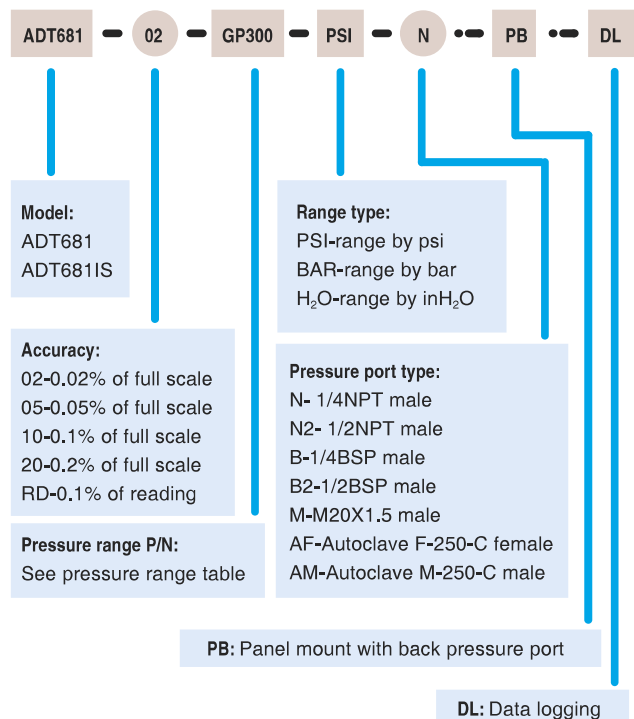 ADT681 02 GP300 PSI N PB DL
Model:
ADT681
ADT681IS
Range type:
PSI-range by psi
BAR-range by bar
H₂O-range by inH₂O
Accuracy:
02-0.02% of full scale
05-0.05% of full scale
10-0.1% of full scale
20-0.2% of full scale
RD-0.1% of reading
Pressure port type:
N- 1/4NPT male
N2- 1/2NPT male
B-1/4BSP male
B2-1/2BSP male
M-M20X1.5 male
AF-Autoclave F-250-C female
AM-Autoclave M-250-C male
Pressure range P/N:
See pressure range table
PB: Panel mount with back pressure port
DL: Data logging